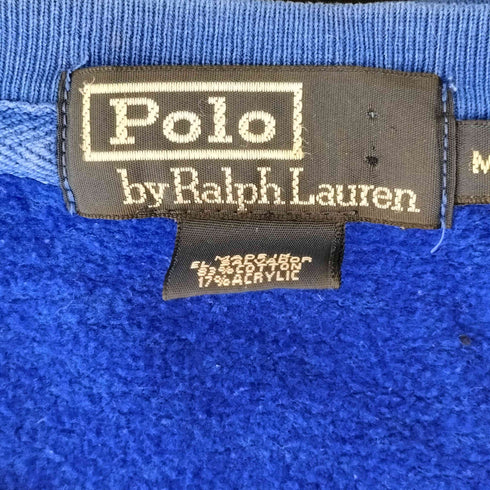 Polo
by Ralph Lauren
M
83% COTTON
17% ACRYLIC